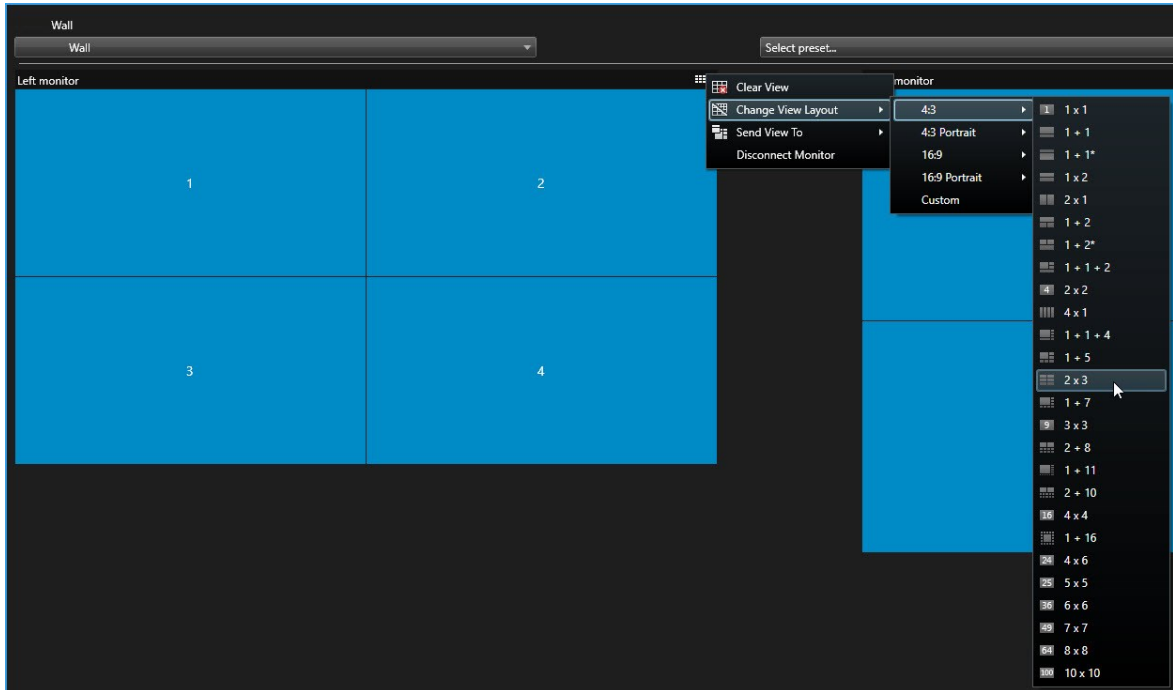 Wall
Wall
Select preset...
Left monitor
monitor
1
2
3
4
Clear View
Change View Layout
Send View To
Disconnect Monitor
4:3
4:3 Portrait
16:9
16:9 Portrait
Custom
1 1 x 1
1 + 1
1 + 1*
1 x 2
2 x 1
1 + 2
1 + 2*
1 + 1 + 2
4 2 x 2
4 x 1
1 + 1 + 4
1 + 5
2 x 3
1 + 7
9 3 x 3
2 + 8
1 + 11
2 + 10
16 4 x 4
1 + 16
24 4 x 6
25 5 x 5
36 6 x 6
49 7 x 7
64 8 x 8
100 10 x 10